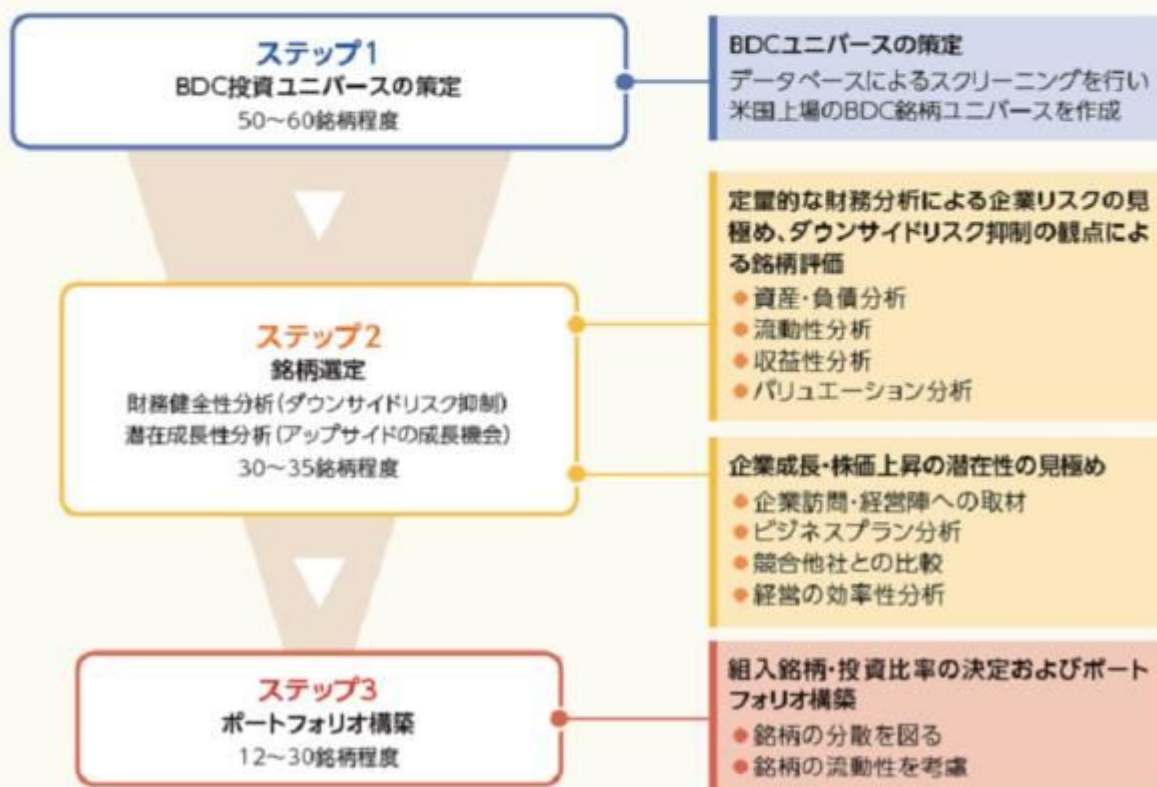 ステップ1
BDC投資ユニバースの策定
50～60銘柄程度
BDCユニバースの策定
データベースによるスクリーニングを行い
米国上場のBDC銘柄ユニバースを作成
ステップ2
銘柄選定
財務健全性分析(ダウンサイドリスク抑制)
潜在成長性分析(アップサイドの成長機会)
30～35銘柄程度
定量的な財務分析による企業リスクの見
極め、ダウンサイドリスク抑制の観点によ
る銘柄評価
●資産・負債分析
●流動性分析
●収益性分析
●バリュエーション分析
企業成長・株価上昇の潜在性の見極め
●企業訪問・経営陣への取材
●ビジネスプラン分析
●競合他社との比較
●経営の効率性分析
ステップ3
ポートフォリオ構築
12～30銘柄程度
組入銘柄・投資比率の決定およびポート
フォリオ構築
●銘柄の分散を図る
●銘柄の流動性を考慮